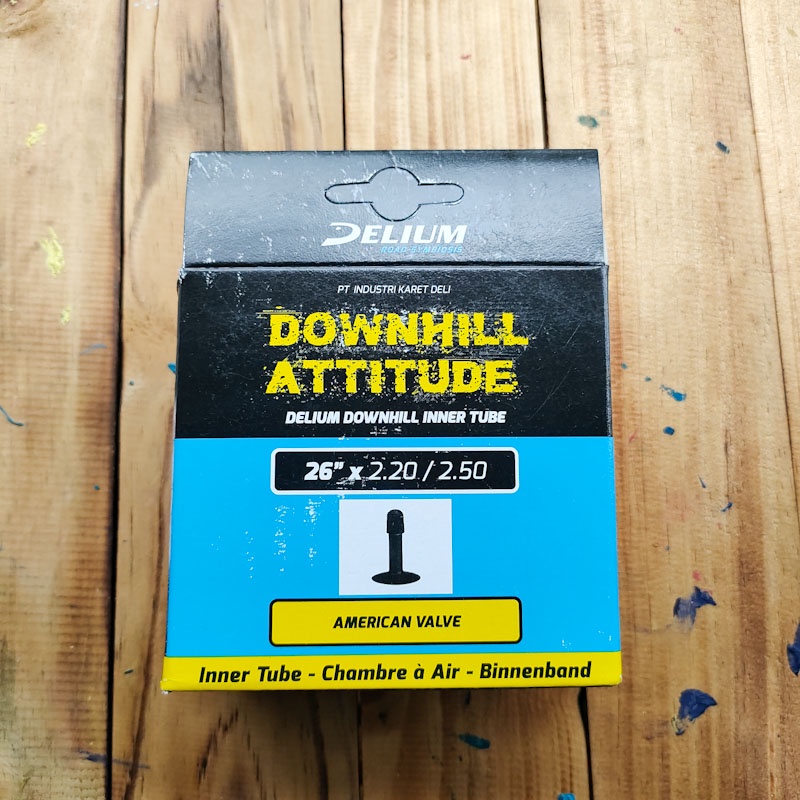 DELIUM
ROAD-SYMBIOSIS
PT INDUSTRI KARET DELI
DOWNHILL
ATTITUDE
DELIUM DOWNHILL INNER TUBE
26" x 2.20 / 2.50
AMERICAN VALVE
Inner Tube - Chambre à Air - Binnenband